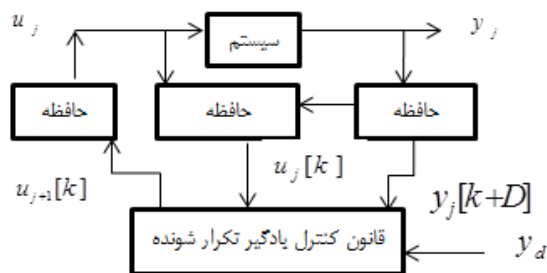 u_j
سیستم
y_j
حافظه
حافظه
حافظه
u_j[k]
u_{j+1}[k]
y_j[k+D]
قانون کنترل یادگیر تکرار شونده
y_d